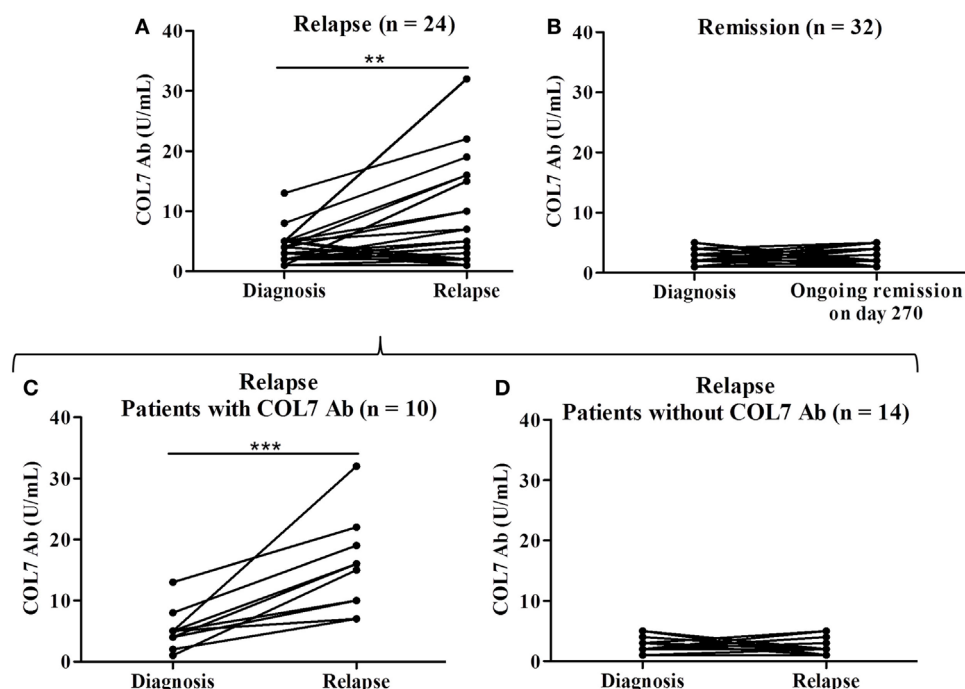 A
Relapse (n = 24)
**
COL7 Ab (U/mL)
40
30
20
10
0
Diagnosis
Relapse
B
Remission (n = 32)
COL7 Ab (U/mL)
40
30
20
10
0
Diagnosis
Ongoing remission
on day 270
C
Relapse
Patients with COL7 Ab (n = 10)
***
COL7 Ab (U/mL)
40
30
20
10
0
Diagnosis
Relapse
D
Relapse
Patients without COL7 Ab (n = 14)
COL7 Ab (U/mL)
40
30
20
10
0
Diagnosis
Relapse